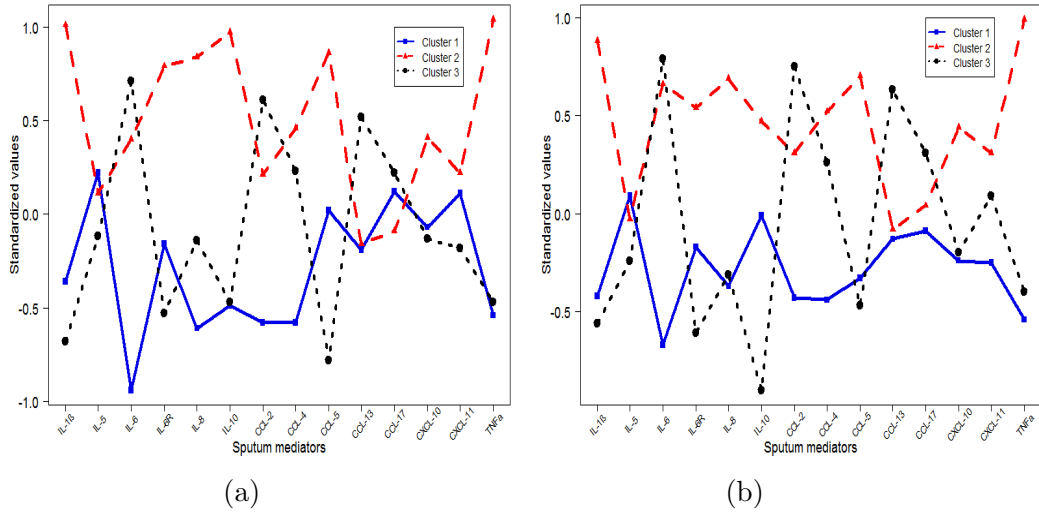 1.0
0.5
0.0
-0.5
-1.0
Standardized values
Cluster 1
Cluster 2
Cluster 3
IL-1ß
IL-5
IL-6
IL-6R
IL-8
IL-10
CCL-2
CCL-4
CCL-5
CCL-13
CCL-17
CXCL-10
CXCL-11
TNFa
Sputum mediators
(a)
1.0
0.5
0.0
-0.5
Standardized values
Cluster 1
Cluster 2
Cluster 3
IL-1ß
IL-5
IL-6
IL-6R
IL-8
IL-10
CCL-2
CCL-4
CCL-5
CCL-13
CCL-17
CXCL-10
CXCL-11
TNFa
Sputum mediators
(b)